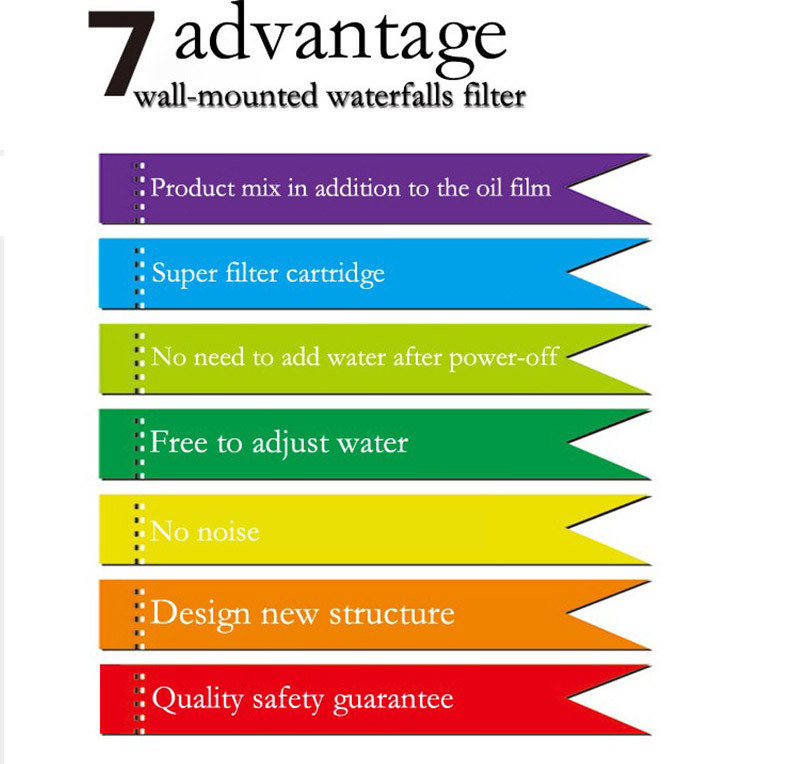 7 advantage
wall-mounted waterfalls filter
Product mix in addition to the oil film
Super filter cartridge
No need to add water after power-off
Free to adjust water
No noise
Design new structure
Quality safety guarantee